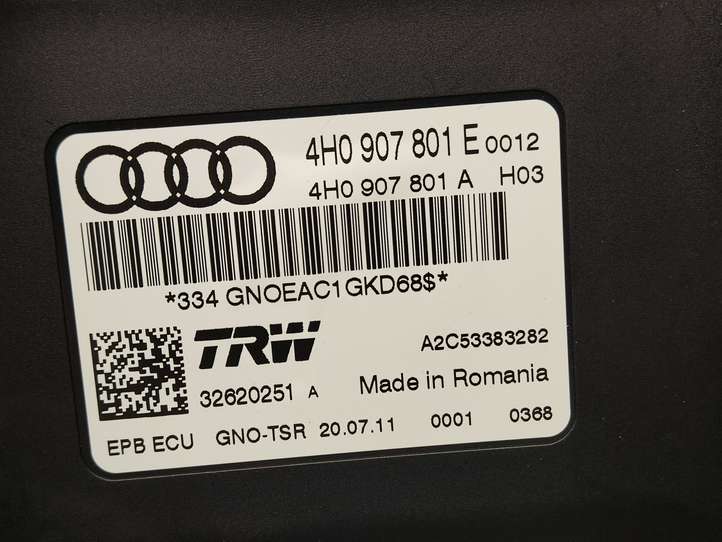 4H0 907 801 E 0012
4H0 907 801 A H03
*334 GNOEAC1GKD68$*
TRW A2C53383282
32620251 A Made in Romania
EPB ECU GNO-TSR 20.07.11 0001 0368